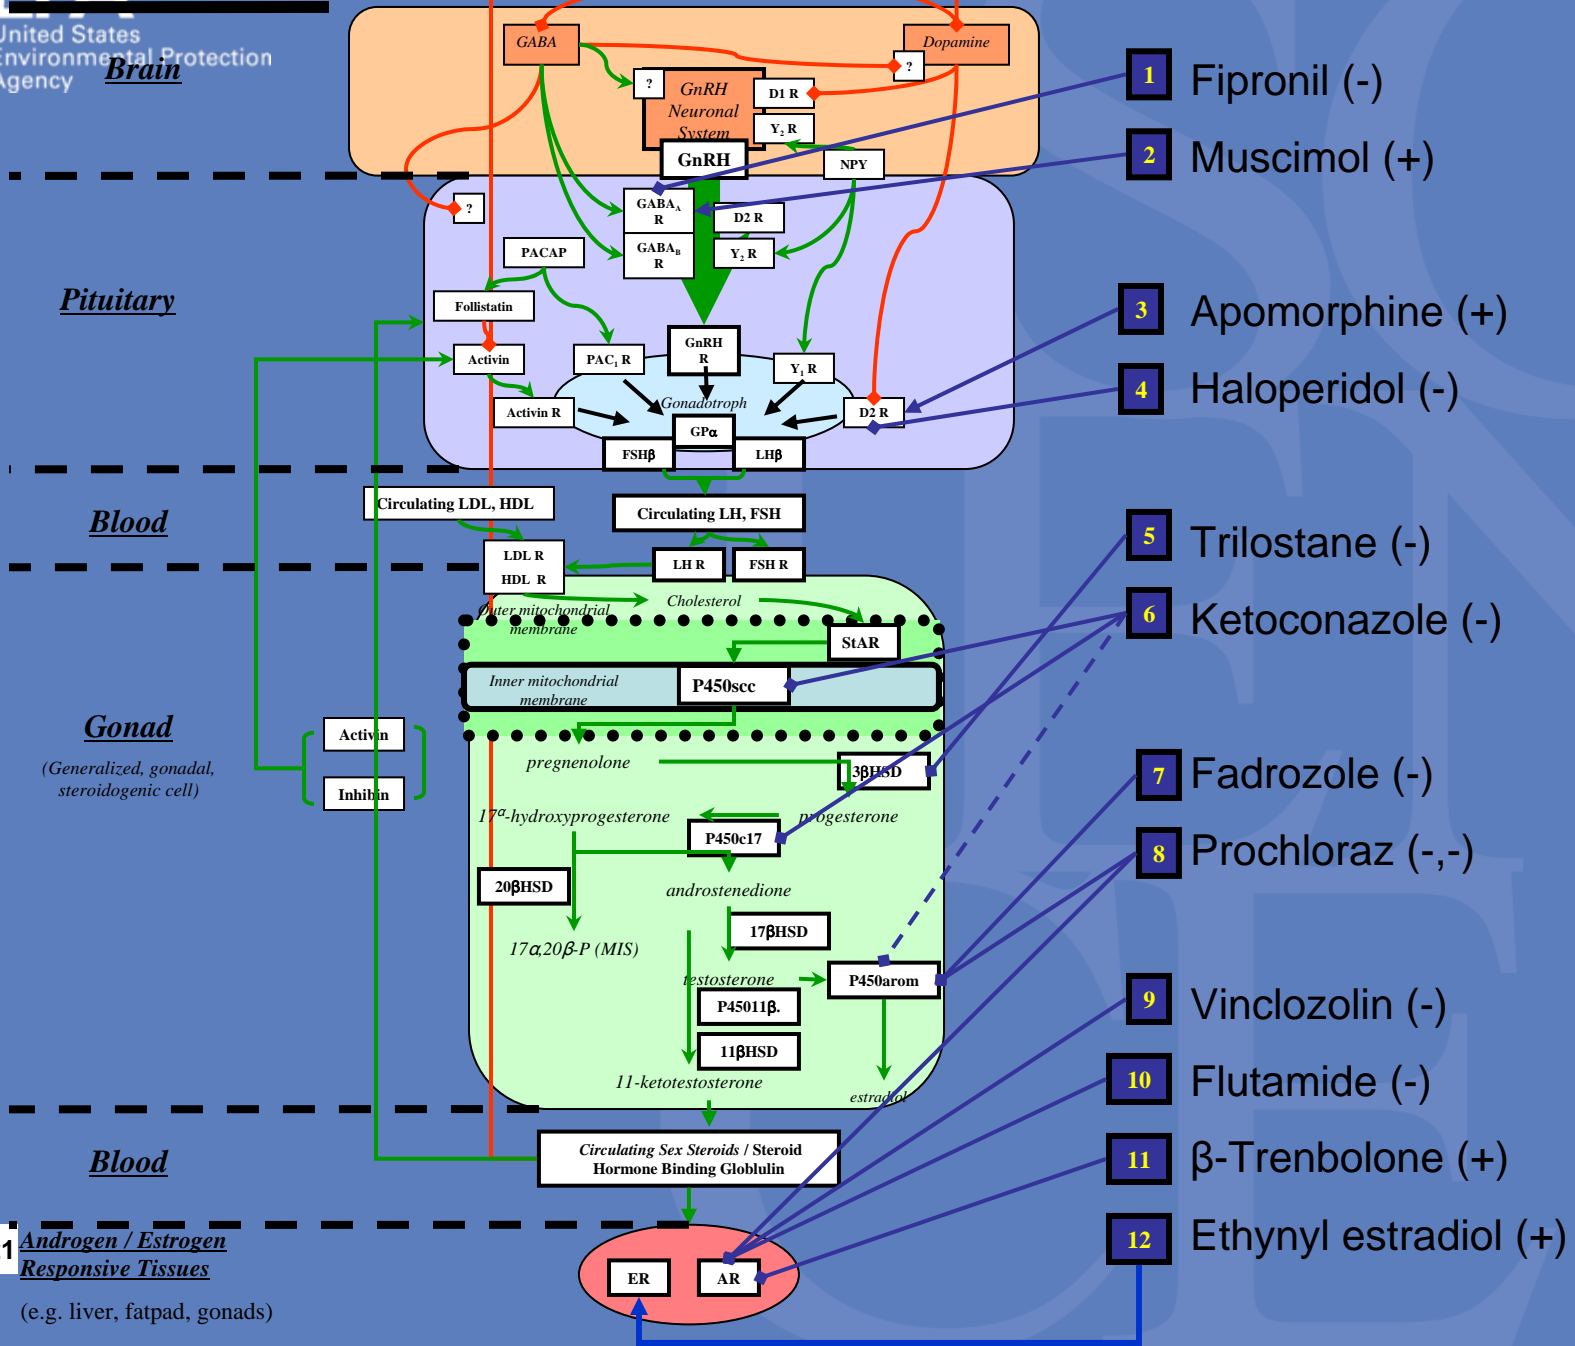 United States
Environmental Protection
Agency
Brain
GABA
Dopamine
?
?
GnRH
Neuronal
System
D1 R
Y2 R
GnRH
NPY
1
Fipronil (-)
2
Muscimol (+)
Pituitary
?
GABAA
R
D2 R
GABAB
R
Y2 R
PACAP
Follistatin
Activin
PAC1 R
GnRH
R
Y1 R
Activin R
Gonadotroph
D2 R
GPα
FSHβ
LHβ
3
Apomorphine (+)
4
Haloperidol (-)
Blood
Circulating LDL, HDL
Circulating LH, FSH
LDL R
HDL R
LH R
FSH R
5
Trilostane (-)
6
Ketoconazole (-)
Cholesterol
Outer mitochondrial
membrane
StAR
Inner mitochondrial
membrane
P450scc
Gonad
(Generalized, gonadal,
steroidogenic cell)
Activin
Inhibin
pregnenolone
3βHSD
17α-hydroxyprogesterone
progesterone
P450c17
20βHSD
androstenedione
17βHSD
17α,20β-P (MIS)
testosterone
P450arom
P45011β.
11βHSD
11-ketotestosterone
estradiol
7
Fadrozole (-)
8
Prochloraz (-,-)
9
Vinclozolin (-)
10
Flutamide (-)
11
β-Trenbolone (+)
12
Ethynyl estradiol (+)
Blood
Circulating Sex Steroids / Steroid
Hormone Binding Globlulin
Androgen / Estrogen
Responsive Tissues
(e.g. liver, fatpad, gonads)
ER
AR